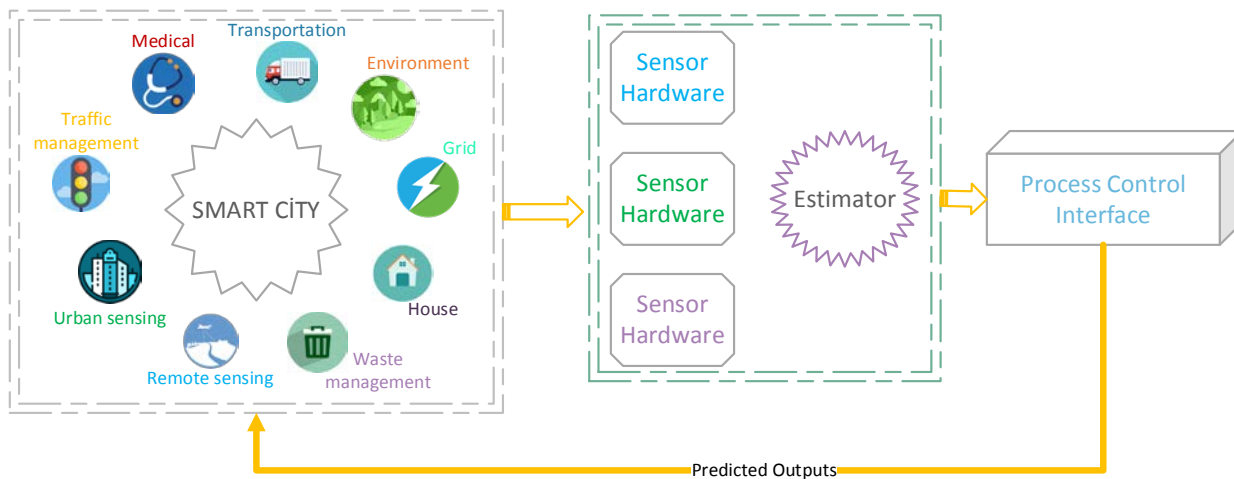 Medical
Transportation
Environment
Traffic
management
Grid
SMART CİTY
House
Urban sensing
Remote sensing
Waste
management
Sensor
Hardware
Sensor
Hardware
Sensor
Hardware
Estimator
Process Control
Interface
Predicted Outputs